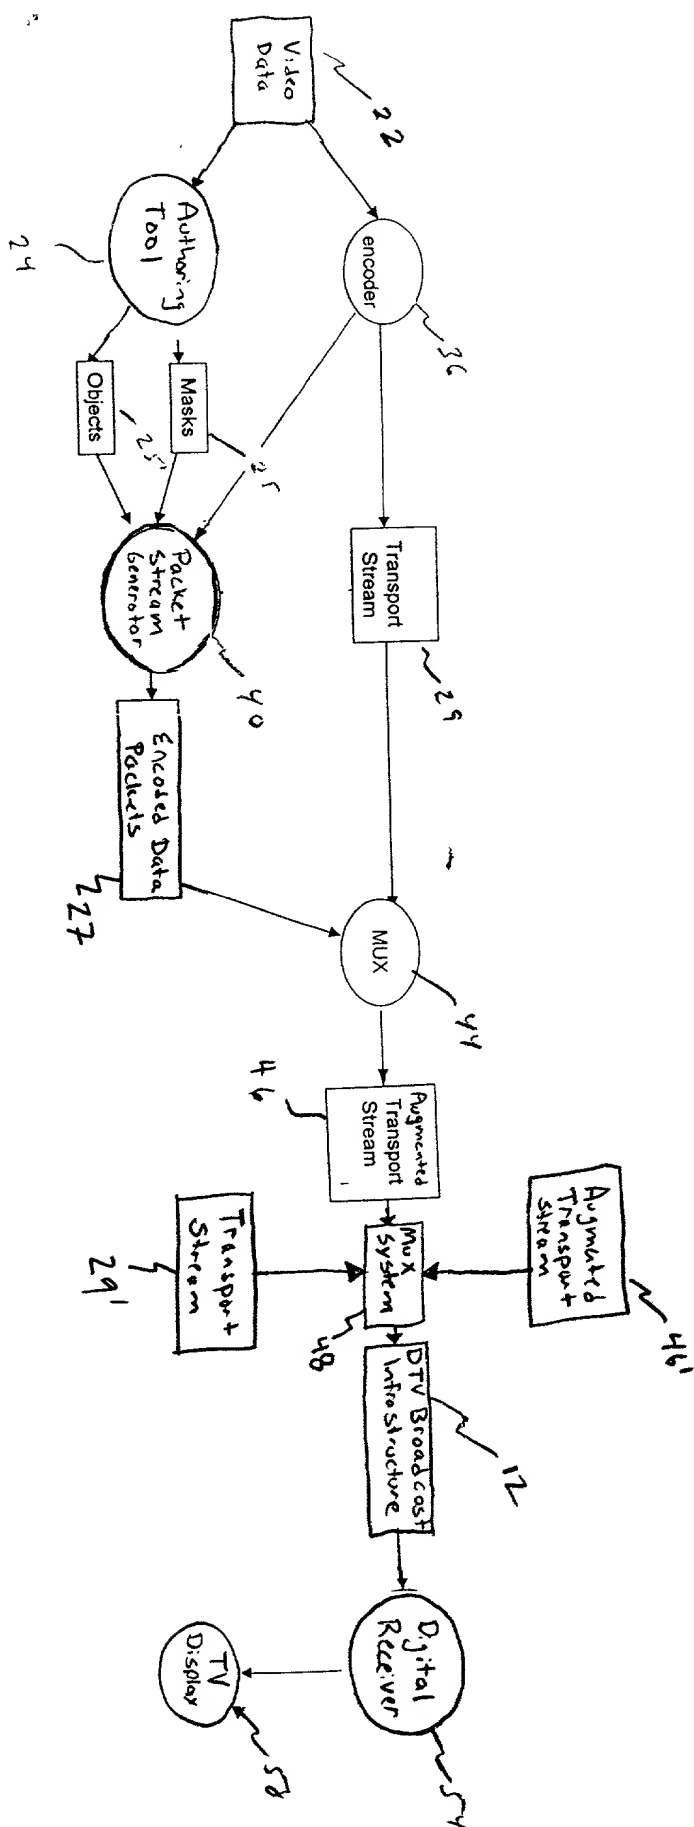 Video
Data
22
encoder
36
Authoring
Tool
24
Masks
25
Objects
25'
Transport
Stream
29
Packet
Stream
Generator
40
Encoded Data
Packets
27
MUX
44
Augmented
Transport
Stream
46
Augmented
Transport
Stream
46'
Mux
System
48
Transport
Stream
29'
DTV Broadcast
Infrastructure
12
Digital
Receiver
54
TV
Display
58